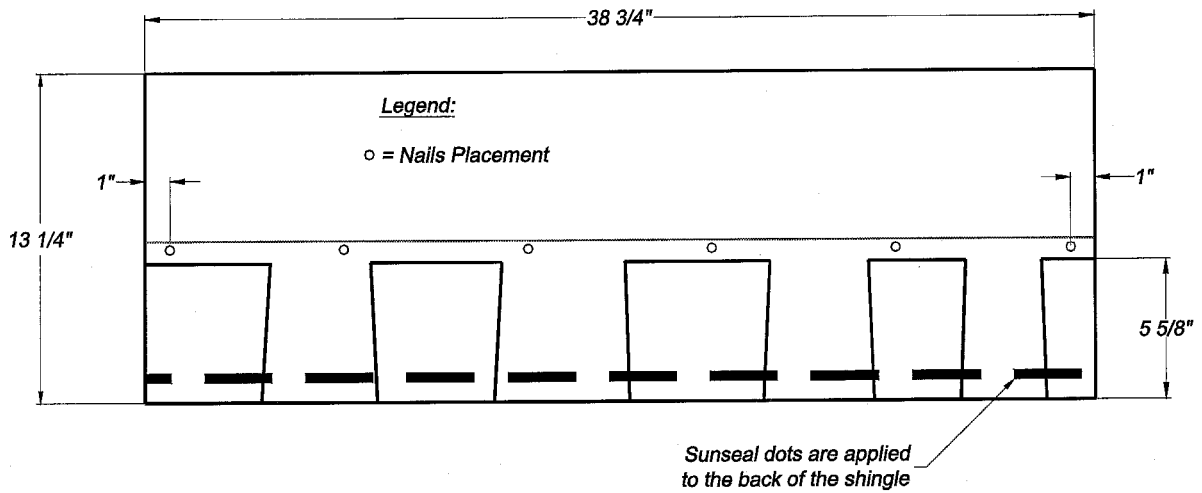 38 3/4"
Legend:
o = Nails Placement
1"
1"
13 1/4"
5 5/8"
Sunseal dots are applied
to the back of the shingle